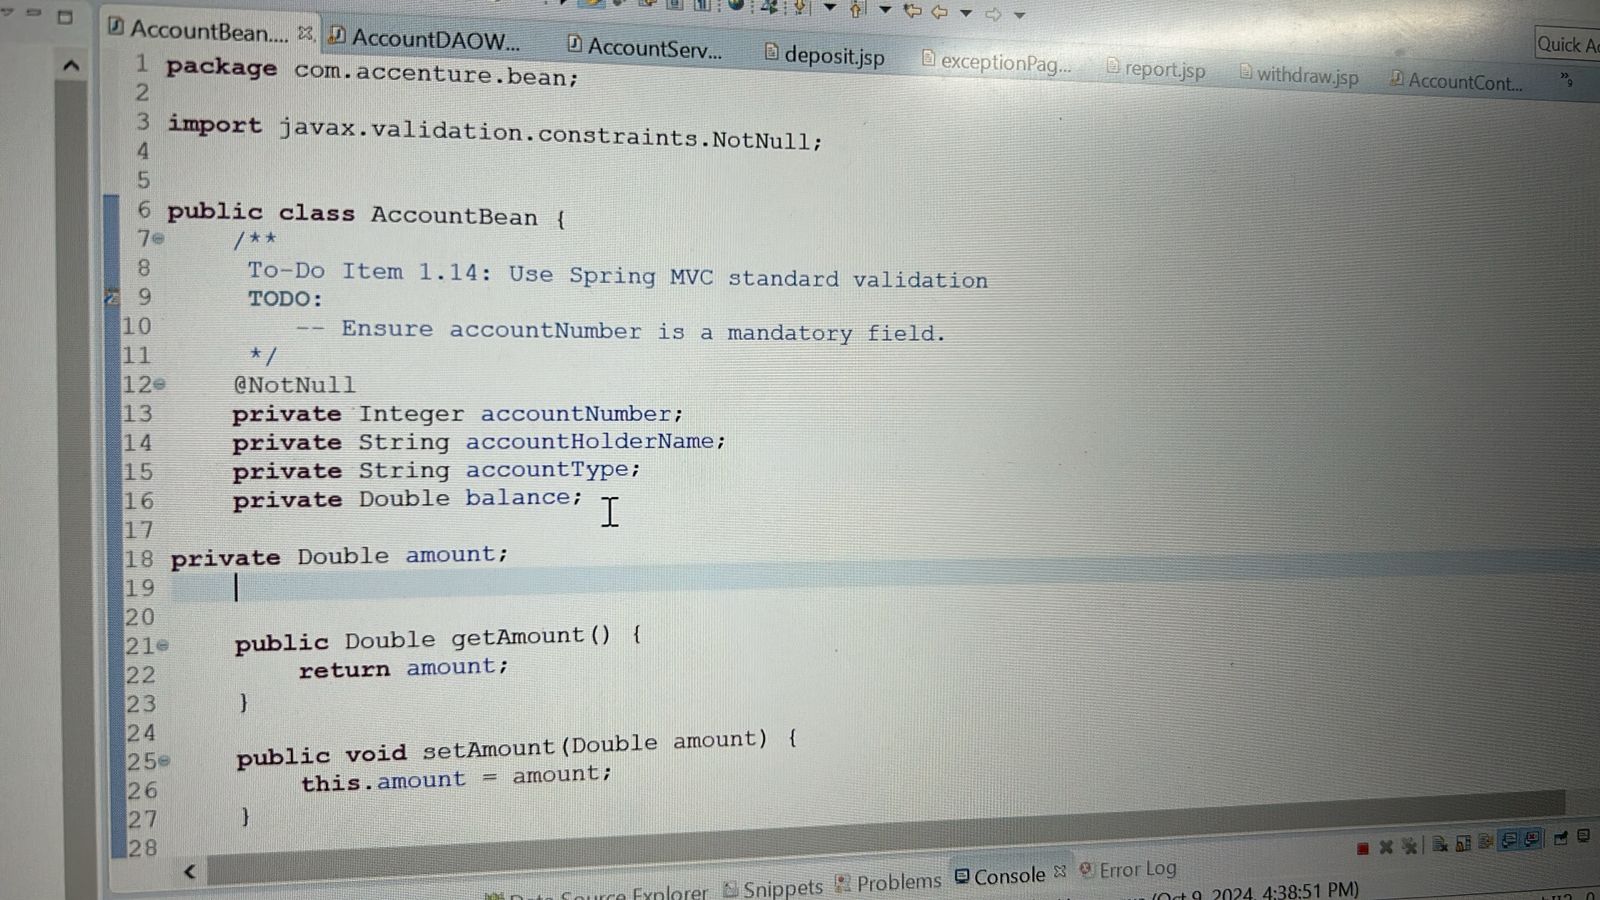 AccountBean....
AccountDAOW...
AccountServ...
deposit.jsp
exceptionPag...
report.jsp
withdraw.jsp
AccountCont...
9
Quick Ac
1 package com.accenture.bean;
2
3 import javax.validation.constraints.NotNull;
4
5
6 public class AccountBean {
7 /**
8 To-Do Item 1.14: Use Spring MVC standard validation
9 TODO:
10 -- Ensure accountNumber is a mandatory field.
11 */
12 @NotNull
13 private Integer accountNumber;
14 private String accountHolderName;
15 private String accountType;
16 private Double balance;
17
18 private Double amount;
19
20
21 public Double getAmount() {
22 return amount;
23 }
24
25 public void setAmount(Double amount) {
26 this.amount = amount;
27 }
28
Data Source Explorer
Snippets
Problems
Console
Error Log
(Oct 9, 2024, 4:38:51 PM)